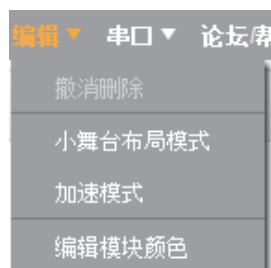 编辑▼ 串口▼ 论坛/
撤消删除
小舞台布局模式
加速模式
编辑模块颜色